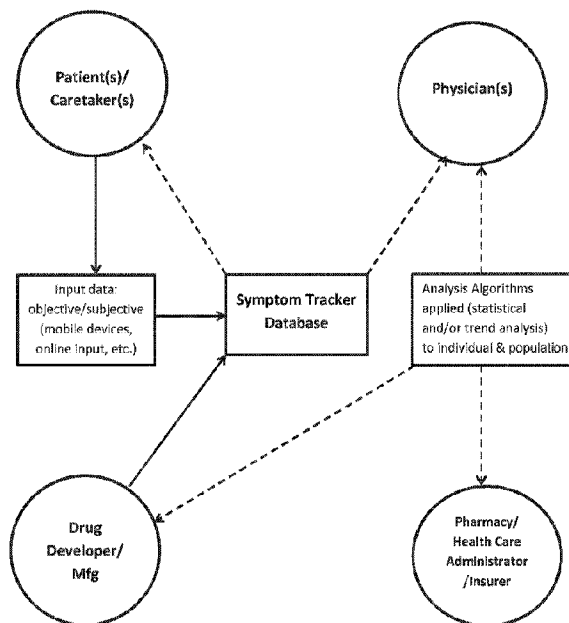 Patient(s)/
Caretaker(s)
Physician(s)
Input data:
objective/subjective
(mobile devices,
online input, etc.)
Symptom Tracker
Database
Analysis Algorithms
applied (statistical
and/or trend analysis)
to individual & population
Drug
Developer/
Mfg
Pharmacy/
Health Care
Administrator
/Insurer